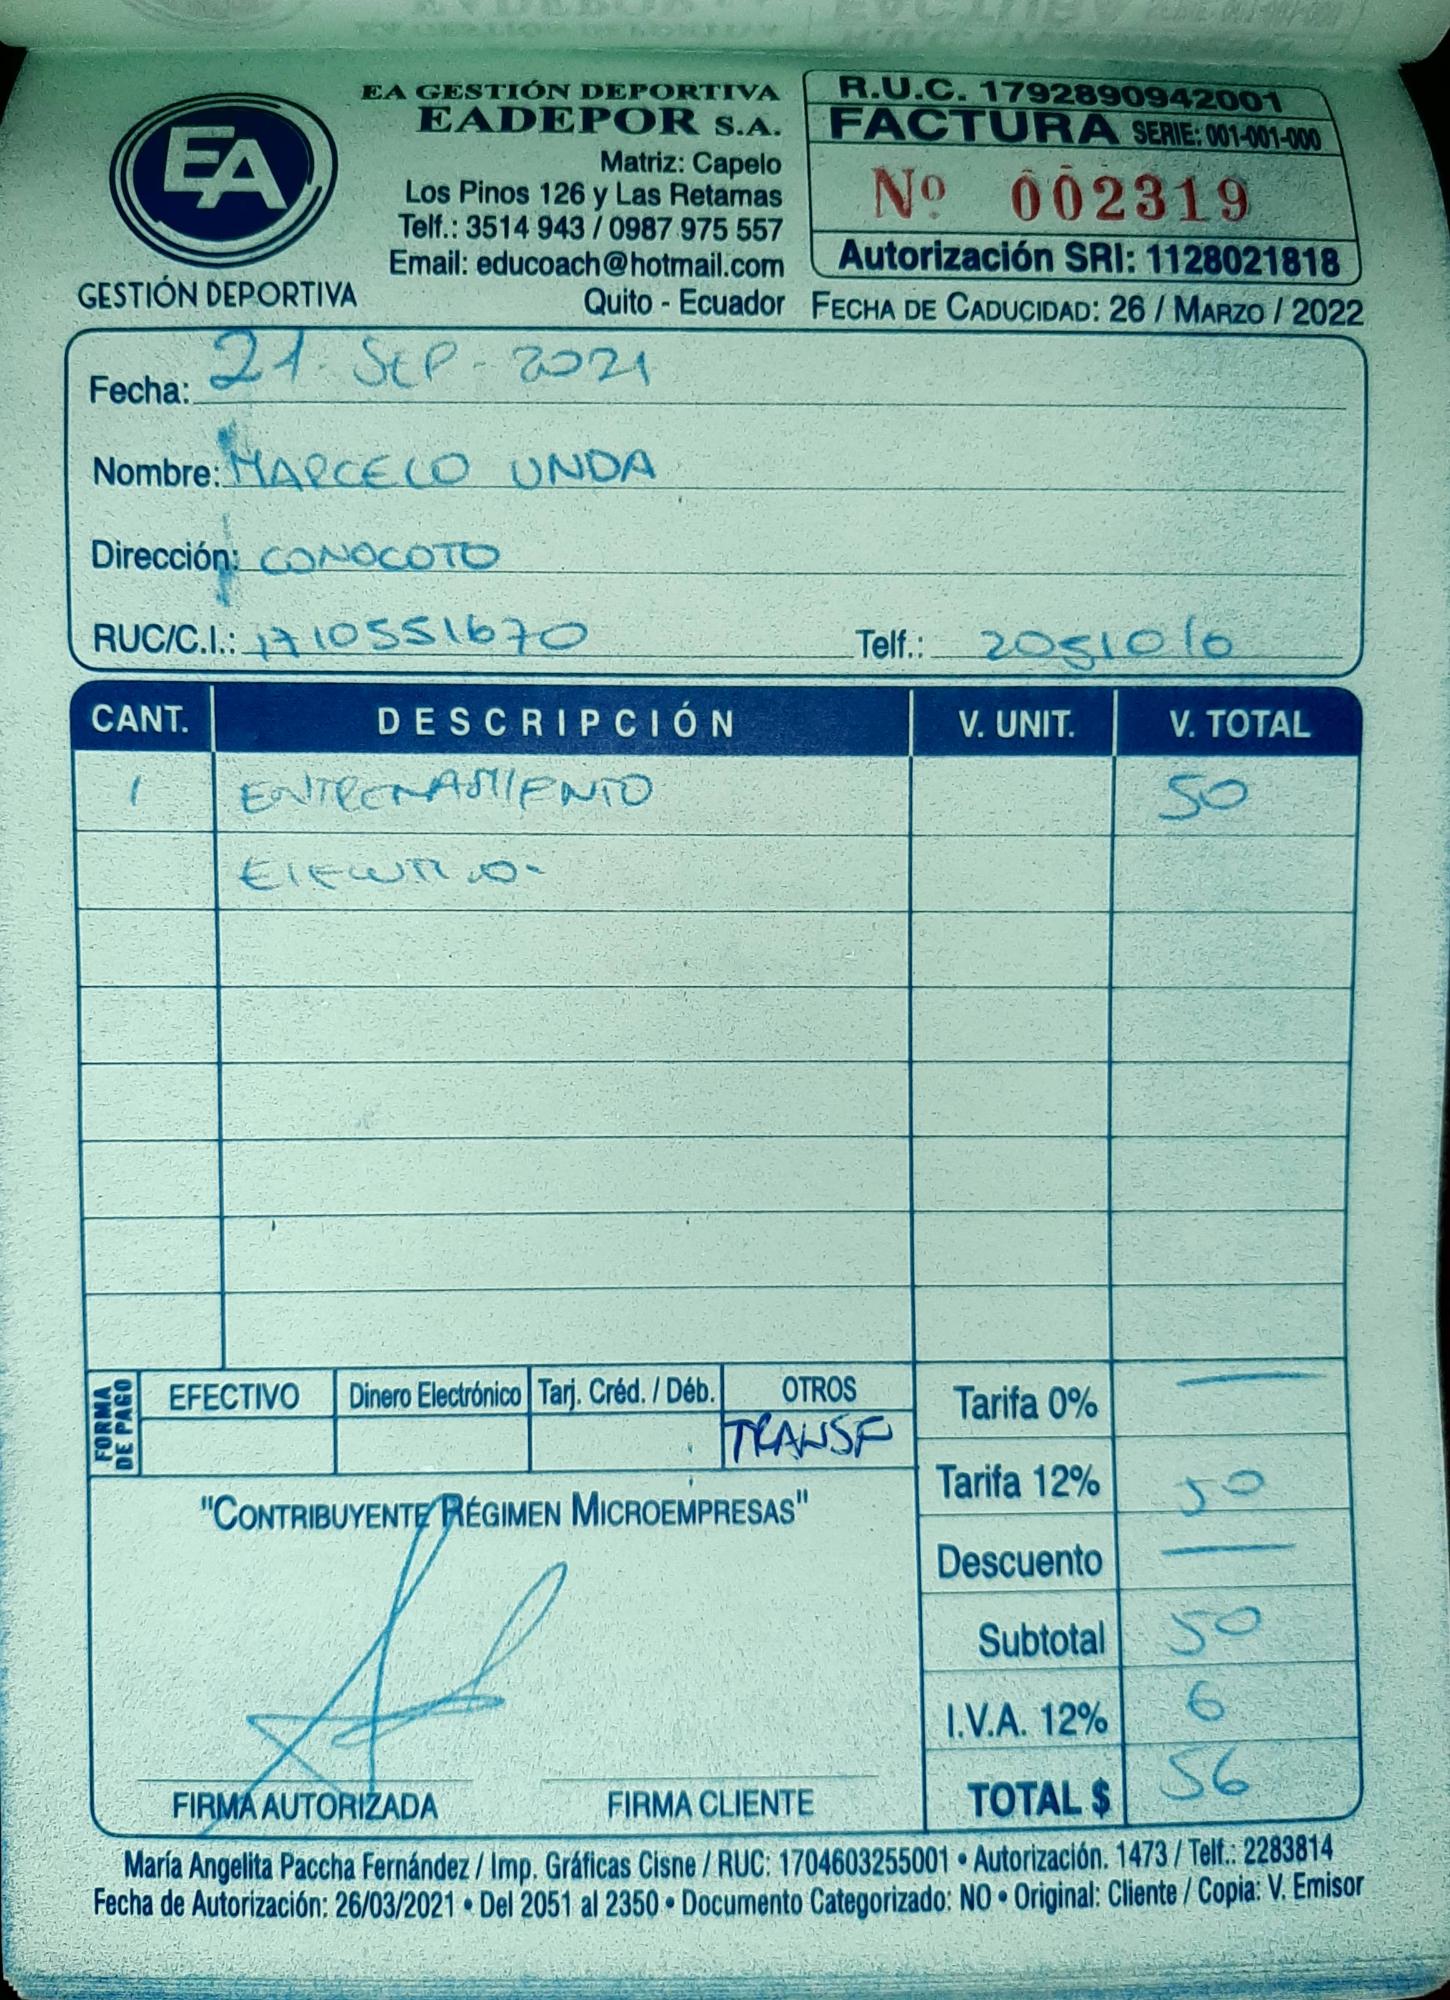 EA GESTIÓN DEPORTIVA
EADEPOR S.A.
Matriz: Capelo
Los Pinos 126 y Las Retamas
Telf.: 3514 943 / 0987 975 557
Email: educoach@hotmail.com
Quito - Ecuador
EA
GESTIÓN DEPORTIVA
R.U.C. 1792890942001
FACTURA SERIE: 001-001-000
Nº 002319
Autorización SRI: 1128021818
FECHA DE CADUCIDAD: 26 / MARZO / 2022
Fecha: 21-SEP-2021
Nombre: MARCELO UNDA
Dirección: CONOCOTO
RUC/C.I.: 1710551670 Telf.: 2051010
CANT. DESCRIPCIÓN V. UNIT. V. TOTAL
1 ENTRENAMIENTO 50
FORMA DE PAGO
EFECTIVO Dinero Electrónico Tarj. Créd. / Déb. OTROS
TRANSF
Tarifa 0% —
Tarifa 12% 50
Descuento —
Subtotal 50
I.V.A. 12% 6
TOTAL $ 56
"CONTRIBUYENTE RÉGIMEN MICROEMPRESAS"
FIRMA AUTORIZADA FIRMA CLIENTE
María Angelita Paccha Fernández / Imp. Gráficas Cisne / RUC: 1704603255001 • Autorización. 1473 / Telf.: 2283814
Fecha de Autorización: 26/03/2021 • Del 2051 al 2350 • Documento Categorizado: NO • Original: Cliente / Copia: V. Emisor